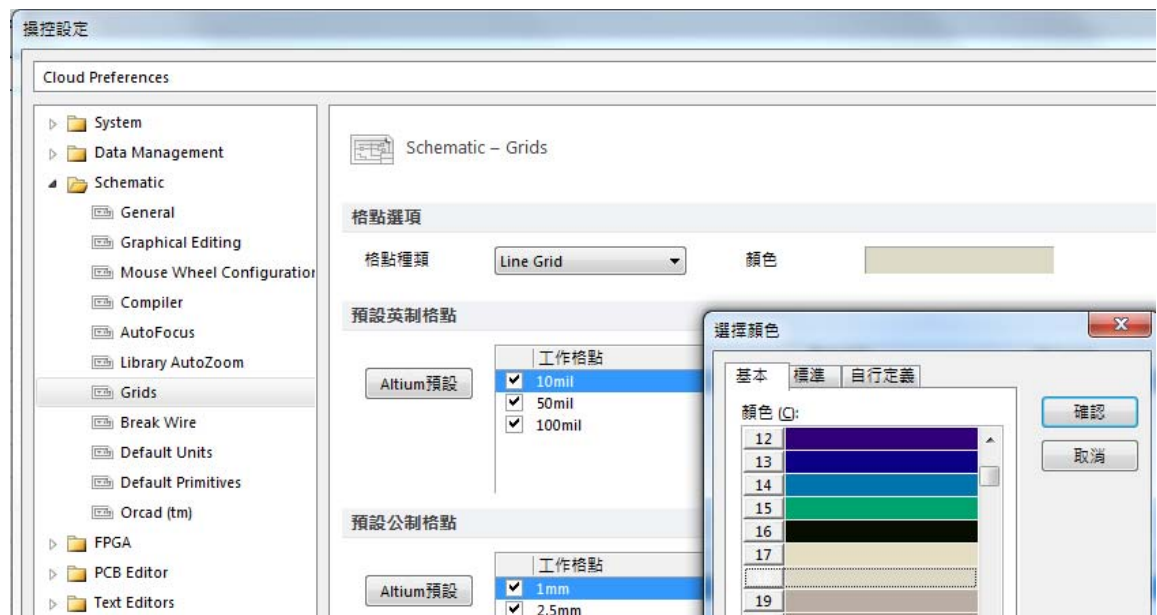 操控設定
Cloud Preferences
System
Data Management
Schematic
General
Graphical Editing
Mouse Wheel Configuration
Compiler
AutoFocus
Library AutoZoom
Grids
Break Wire
Default Units
Default Primitives
Orcad (tm)
FPGA
PCB Editor
Text Editors
Schematic – Grids
格點選項
格點種類
Line Grid
顏色
預設英制格點
Altium預設
工作格點
10mil
50mil
100mil
預設公制格點
Altium預設
工作格點
1mm
2.5mm
選擇顏色
基本
標準
自行定義
顏色 (C):
12
13
14
15
16
17
18
19
確認
取消